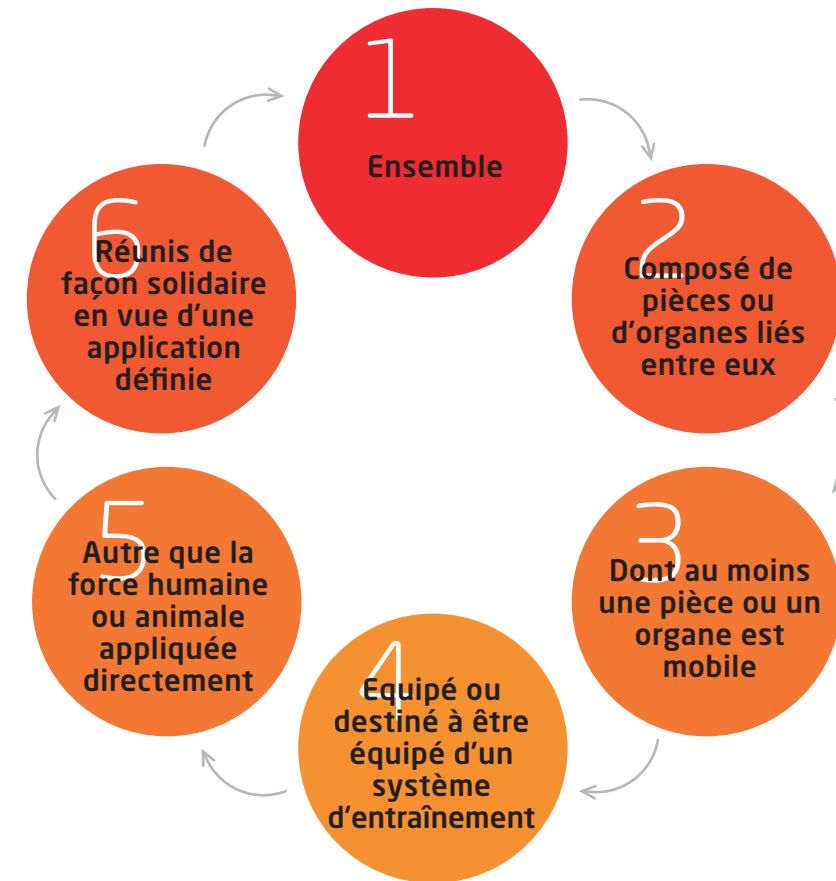 1
Ensemble
2
Composé de
pièces ou
d'organes liés
entre eux
3
Dont au moins
une pièce ou un
organe est
mobile
4
Equipé ou
destiné à être
équipé d'un
système
d'entraînement
5
Autre que la
force humaine
ou animale
appliquée
directement
6
Réunis de
façon solidaire
en vue d'une
application
définie